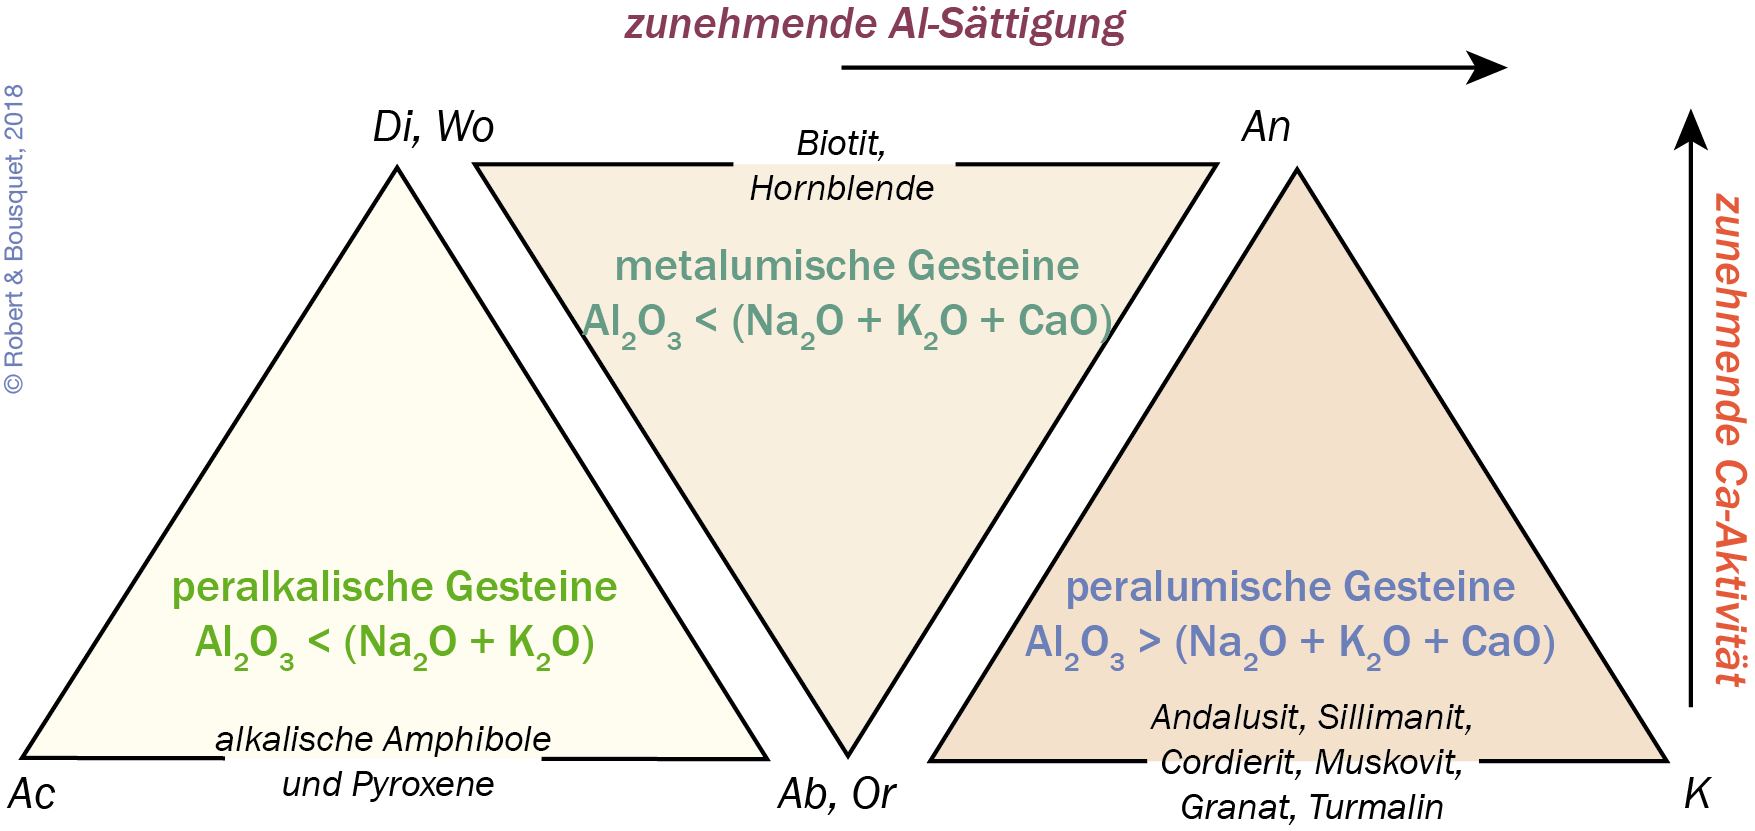 zunehmende Al-Sättigung
© Robert & Bousquet, 2018
Di, Wo
Biotit,
Hornblende
An
metalumische Gesteine
Al₂O₃ < (Na₂O + K₂O + CaO)
zunehmende Ca-Aktivität
peralkalische Gesteine
Al₂O₃ < (Na₂O + K₂O)
alkalische Amphibole
und Pyroxene
peralumische Gesteine
Al₂O₃ > (Na₂O + K₂O + CaO)
Andalusit, Sillimanit,
Cordierit, Muskovit,
Granat, Turmalin
Ac
Ab, Or
K